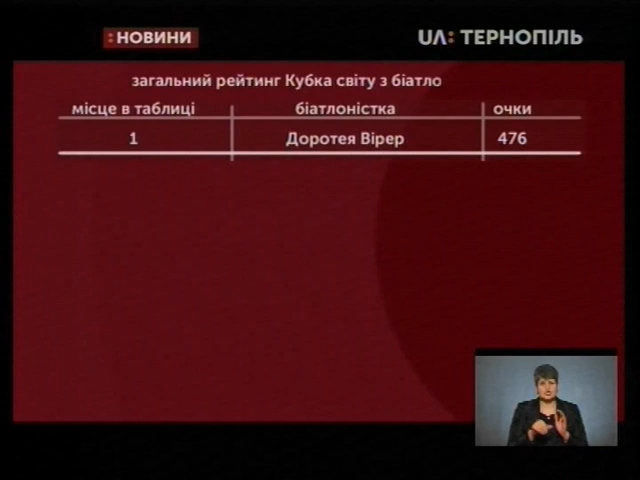 :НОВИНИ
UA: ТЕРНОПІЛЬ
загальний рейтинг Кубка світу з біатло
місце в таблиці біатлоністка очки
1 Доротея Вірер 476